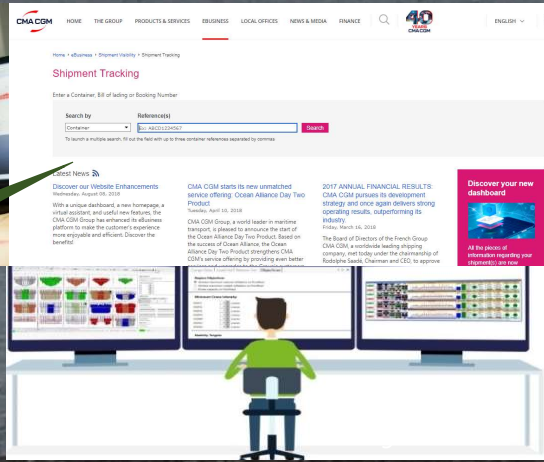 CMA CGM
HOME THE GROUP PRODUCTS & SERVICES EBUSINESS LOCAL OFFICES NEWS & MEDIA FINANCE
40
YEARS
CMA CGM
ENGLISH
Home › eBusiness › Shipment Visibility › Shipment Tracking
Shipment Tracking
Enter a Container, Bill of lading or Booking Number
Search by Reference(s)
Container Ex: ABCD1234567 Search
To launch a multiple search, fill out the field with up to three container references separated by commas
Latest News
Discover our Website Enhancements
Wednesday, August 08, 2018
With a unique dashboard, a new homepage, a
virtual assistant, and useful new features, the
CMA CGM Group has enhanced its eBusiness
platform to make the customer's experience
more enjoyable and efficient. Discover the
benefits!
CMA CGM starts its new unmatched
service offering: Ocean Alliance Day Two
Product
Tuesday, April 10, 2018
CMA CGM Group, a world leader in maritime
transport, is pleased to announce the start of
the Ocean Alliance Day Two Product. Based on
the success of Ocean Alliance, the Ocean
Alliance Day Two Product strengthens CMA
CGM's service offering by providing even better
2017 ANNUAL FINANCIAL RESULTS:
CMA CGM pursues its development
strategy and once again delivers strong
operating results, outperforming its
industry.
Friday, March 16, 2018
The Board of Directors of the French Group
CMA CGM, a worldwide leading shipping
company, met today under the chairmanship of
Rodolphe Saadé, Chairman and CEO, to approve
Discover your new
dashboard
All the pieces of
information regarding your
shipment(s) are now